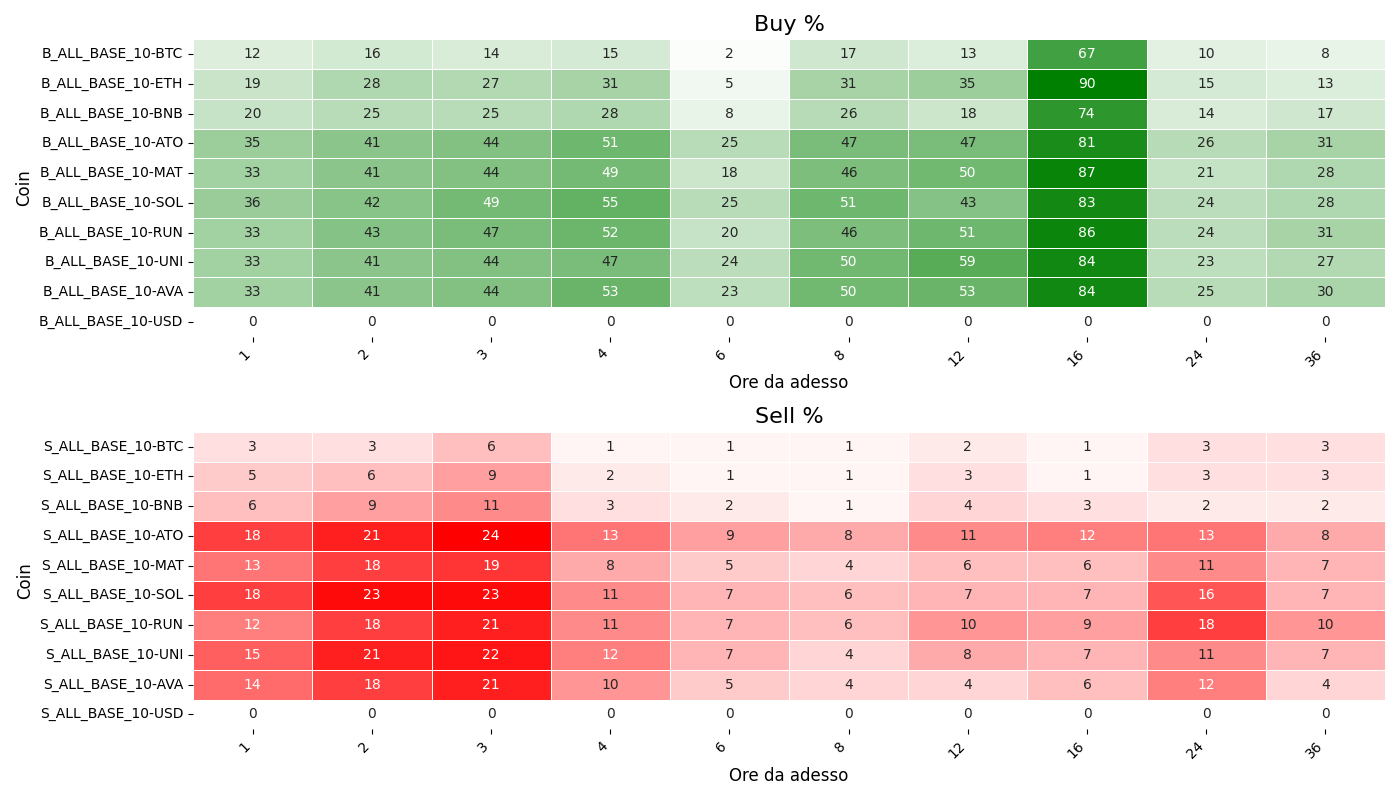 Buy %
Coin
B_ALL_BASE_10-BTC 12 16 14 15 2 17 13 67 10 8
B_ALL_BASE_10-ETH 19 28 27 31 5 31 35 90 15 13
B_ALL_BASE_10-BNB 20 25 25 28 8 26 18 74 14 17
B_ALL_BASE_10-ATO 35 41 44 51 25 47 47 81 26 31
B_ALL_BASE_10-MAT 33 41 44 49 18 46 50 87 21 28
B_ALL_BASE_10-SOL 36 42 49 55 25 51 43 83 24 28
B_ALL_BASE_10-RUN 33 43 47 52 20 46 51 86 24 31
B_ALL_BASE_10-UNI 33 41 44 47 24 50 59 84 23 27
B_ALL_BASE_10-AVA 33 41 44 53 23 50 53 84 25 30
B_ALL_BASE_10-USD 0 0 0 0 0 0 0 0 0 0
1 2 3 4 6 8 12 16 24 36
Ore da adesso
Sell %
Coin
S_ALL_BASE_10-BTC 3 3 6 1 1 1 2 1 3 3
S_ALL_BASE_10-ETH 5 6 9 2 1 1 3 1 3 3
S_ALL_BASE_10-BNB 6 9 11 3 2 1 4 3 2 2
S_ALL_BASE_10-ATO 18 21 24 13 9 8 11 12 13 8
S_ALL_BASE_10-MAT 13 18 19 8 5 4 6 6 11 7
S_ALL_BASE_10-SOL 18 23 23 11 7 6 7 7 16 7
S_ALL_BASE_10-RUN 12 18 21 11 7 6 10 9 18 10
S_ALL_BASE_10-UNI 15 21 22 12 7 4 8 7 11 7
S_ALL_BASE_10-AVA 14 18 21 10 5 4 4 6 12 4
S_ALL_BASE_10-USD 0 0 0 0 0 0 0 0 0 0
1 2 3 4 6 8 12 16 24 36
Ore da adesso